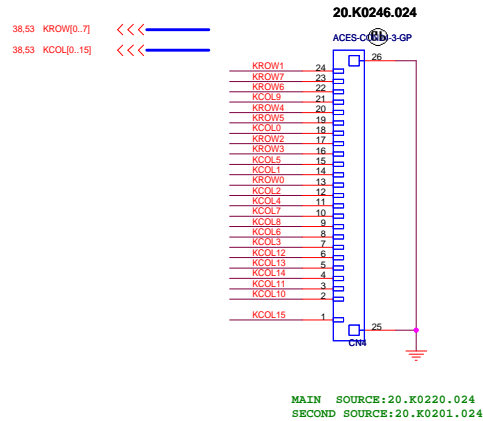 20.K0246.024
38,53 KROW[0..7]
38,53 KCOL[0..15]
26
KROW1 24
KROW7 23
KROW6 22
KCOL9 21
KROW4 20
KROW5 19
KCOL0 18
KROW2 17
KROW3 16
KCOL5 15
KCOL1 14
KROW0 13
KCOL2 12
KCOL4 11
KCOL7 10
KCOL8 9
KCOL6 8
KCOL3 7
KCOL12 6
KCOL13 5
KCOL14 4
KCOL11 3
KCOL10 2
KCOL15 1
25
CN4
MAIN SOURCE:20.K0220.024
SECOND SOURCE:20.K0201.024